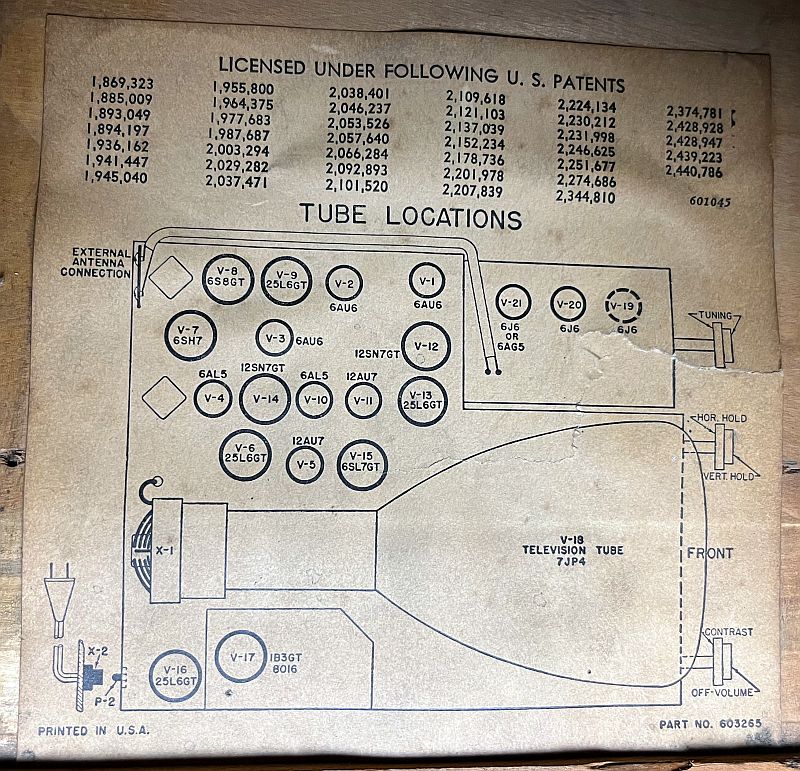 LICENSED UNDER FOLLOWING U. S. PATENTS
1,869,323 1,955,800 2,038,401 2,109,618 2,224,134 2,374,781
1,885,009 1,964,375 2,046,237 2,121,103 2,230,212 2,428,928
1,893,049 1,977,683 2,053,526 2,137,039 2,231,998 2,428,947
1,894,197 1,987,687 2,057,640 2,152,234 2,246,625 2,439,223
1,936,162 2,003,294 2,066,284 2,178,736 2,251,677 2,440,786
1,941,447 2,029,282 2,092,893 2,201,978 2,274,686
1,945,040 2,037,471 2,101,520 2,207,839 2,344,810
601045
TUBE LOCATIONS
EXTERNAL
ANTENNA
CONNECTION
V-8
6S8GT
V-9
25L6GT
V-2
6AU6
V-1
6AU6
V-21
6J6
OR
6AG5
V-20
6J6
V-19
6J6
TUNING
V-7
6SH7
V-3 6AU6
12SN7GT V-12
6AL5
V-4
12SN7GT
V-14
6AL5
V-10
12AU7
V-11
V-13
25L6GT
HOR. HOLD
VERT. HOLD
V-6
25L6GT
12AU7
V-5
V-15
6SL7GT
X-1
V-18
TELEVISION TUBE
7JP4
FRONT
CONTRAST
OFF-VOLUME
X-2
P-2
V-16
25L6GT
V-17 1B3GT
8016
PRINTED IN U.S.A.
PART NO. 603265